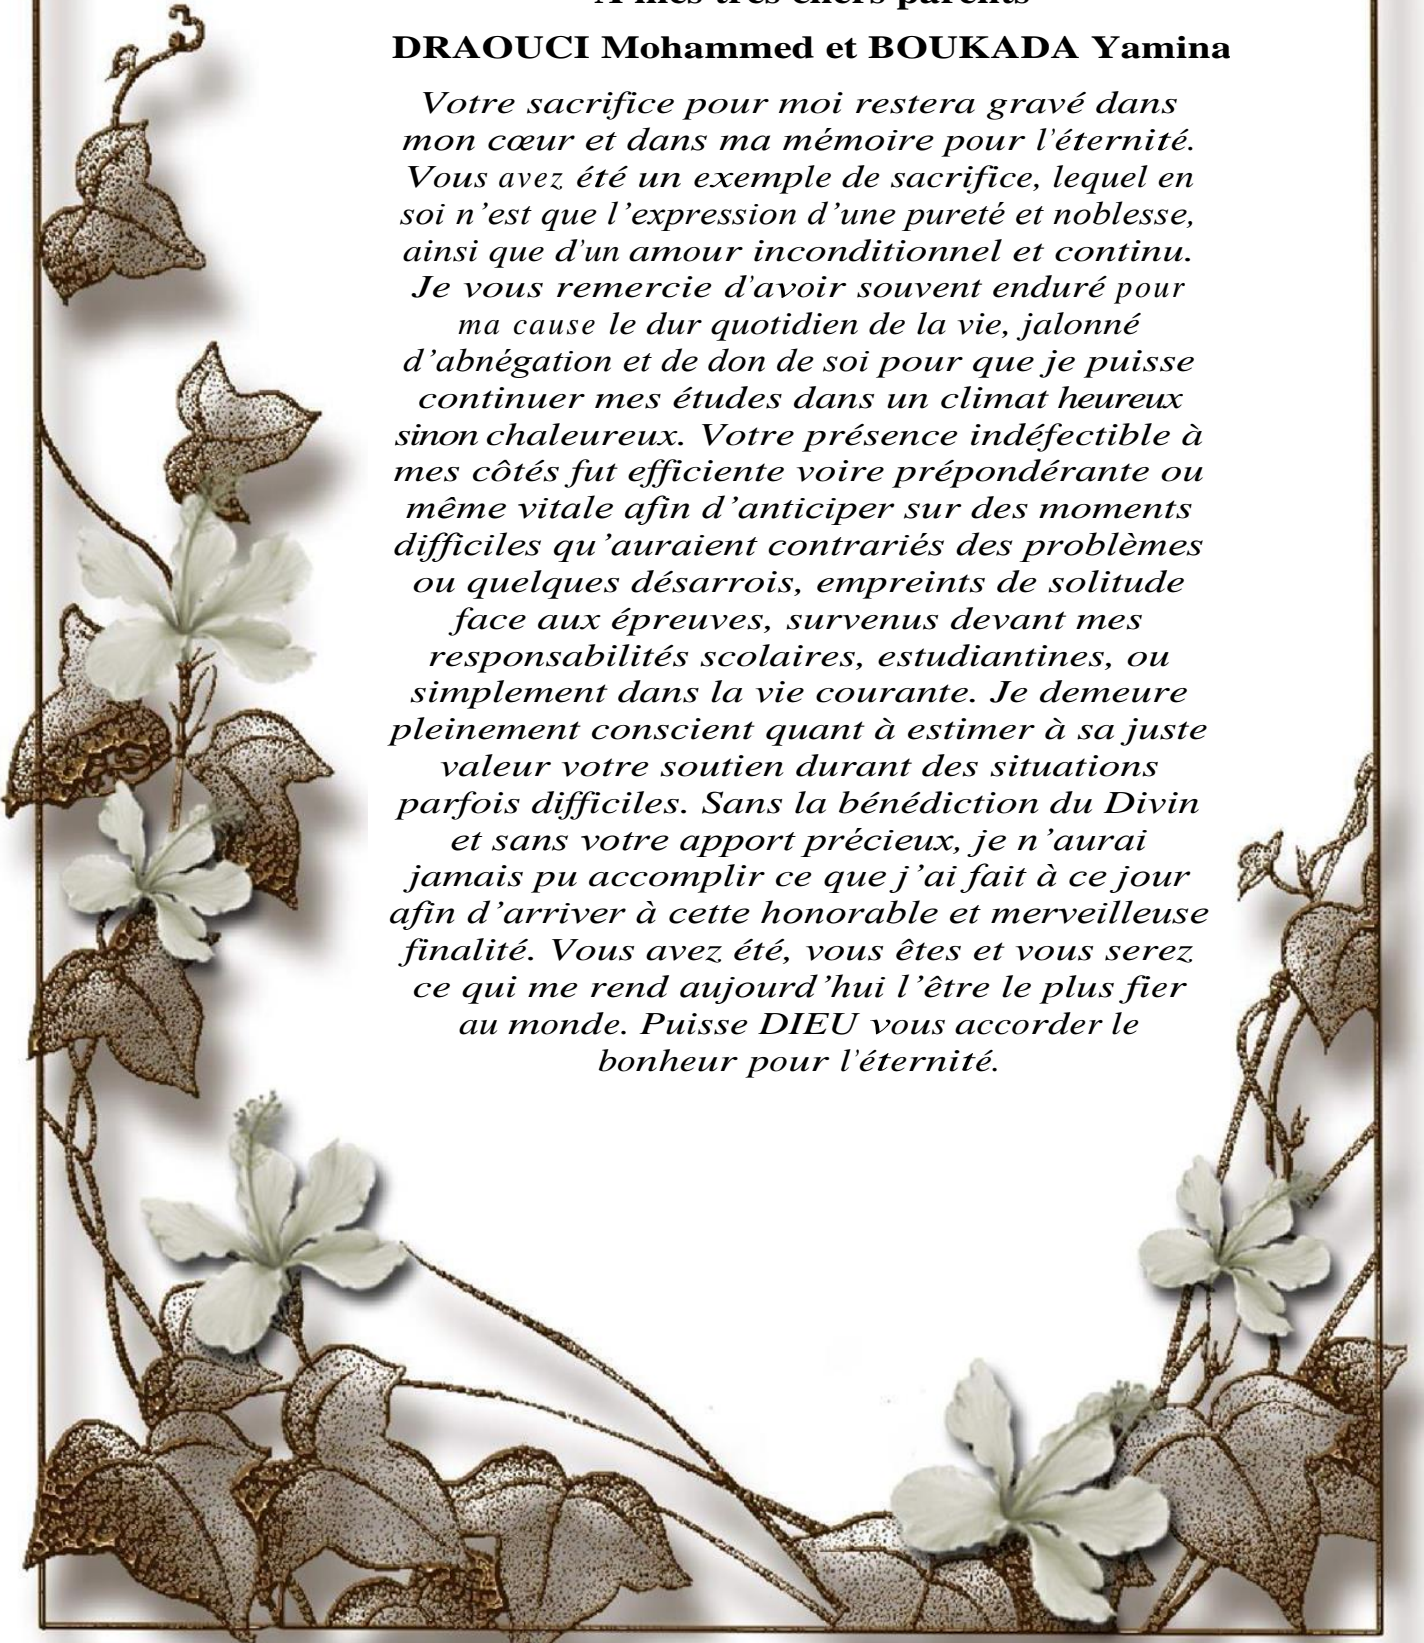 A mes très chers parents
DRAOUCI Mohammed et BOUKADA Yamina
Votre sacrifice pour moi restera gravé dans
mon cœur et dans ma mémoire pour l'éternité.
Vous avez été un exemple de sacrifice, lequel en
soi n’est que l’expression d’une pureté et noblesse,
ainsi que d'un amour inconditionnel et continu.
Je vous remercie d'avoir souvent enduré pour
ma cause le dur quotidien de la vie, jalonné
d’abnégation et de don de soi pour que je puisse
continuer mes études dans un climat heureux
sinon chaleureux. Votre présence indéfectible à
mes côtés fut efficiente voire prépondérante ou
même vitale afin d’anticiper sur des moments
difficiles qu’auraient contrariés des problèmes
ou quelques désarrois, empreints de solitude
face aux épreuves, survenus devant mes
responsabilités scolaires, estudiantines, ou
simplement dans la vie courante. Je demeure
pleinement conscient quant à estimer à sa juste
valeur votre soutien durant des situations
parfois difficiles. Sans la bénédiction du Divin
et sans votre apport précieux, je n’aurai
jamais pu accomplir ce que j’ai fait à ce jour
afin d’arriver à cette honorable et merveilleuse
finalité. Vous avez été, vous êtes et vous serez
ce qui me rend aujourd’hui l’être le plus fier
au monde. Puisse DIEU vous accorder le
bonheur pour l'éternité.